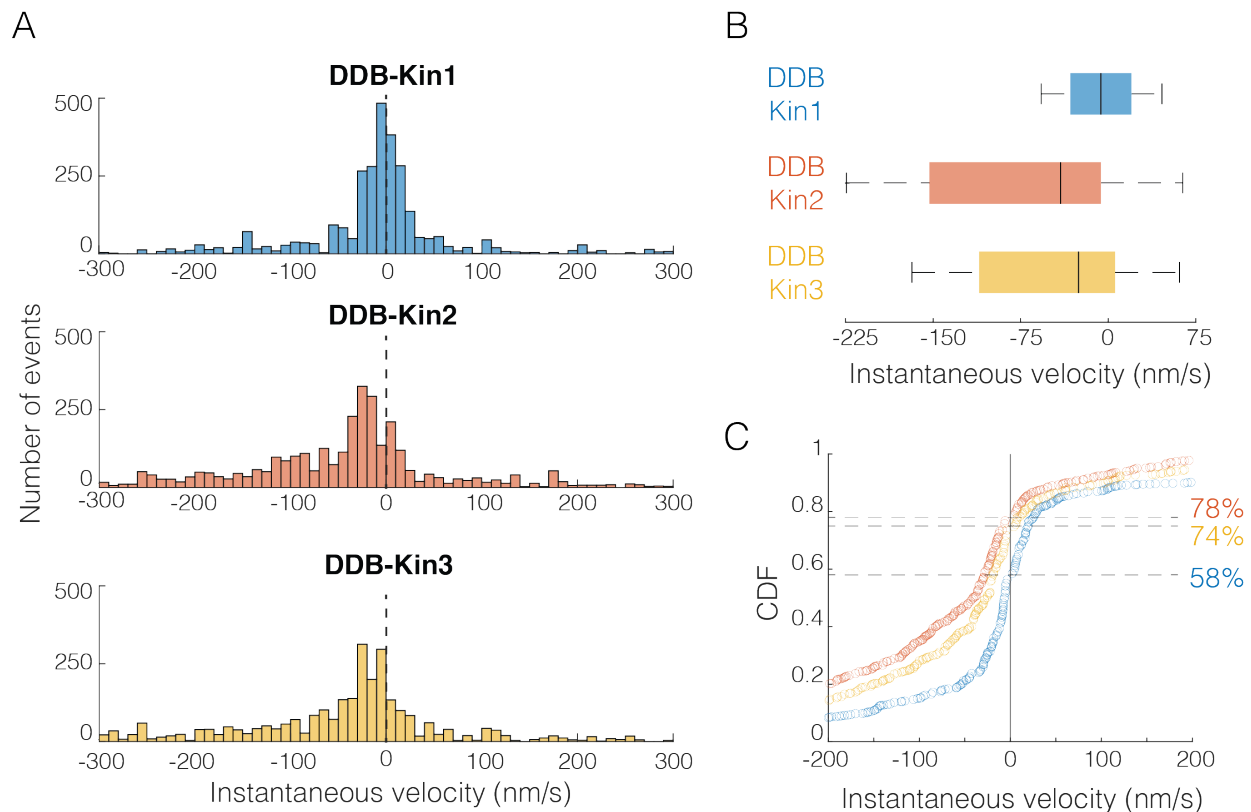 A
DDB-Kin1
500
250
0
-300 -200 -100 0 100 200 300
DDB-Kin2
500
250
0
-300 -200 -100 0 100 200 300
DDB-Kin3
500
250
0
-300 -200 -100 0 100 200 300
Number of events
Instantaneous velocity (nm/s)
B
DDB
Kin1
DDB
Kin2
DDB
Kin3
-225 -150 -75 0 75
Instantaneous velocity (nm/s)
C
1
0.8
0.6
0.4
0.2
0
CDF
78%
74%
58%
-200 -100 0 100 200
Instantaneous velocity (nm/s)